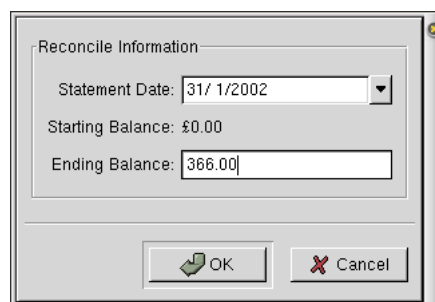 Reconcile Information
Statement Date: 31/ 1/2002
Starting Balance: £0.00
Ending Balance: 366.00
OK Cancel